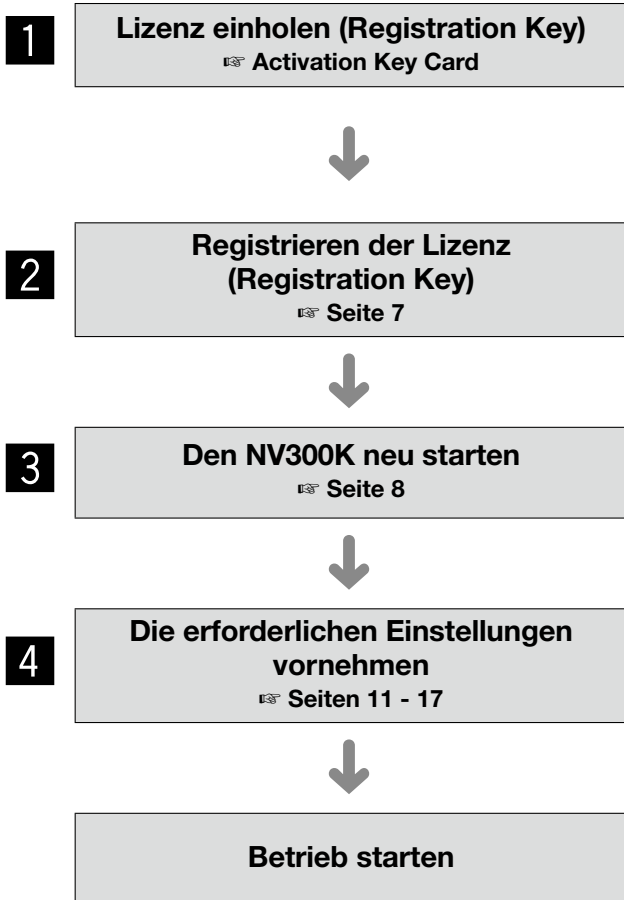 1
Lizenz einholen (Registration Key)
☞ Activation Key Card
2
Registrieren der Lizenz
(Registration Key)
☞ Seite 7
3
Den NV300K neu starten
☞ Seite 8
4
Die erforderlichen Einstellungen
vornehmen
☞ Seiten 11 - 17
Betrieb starten